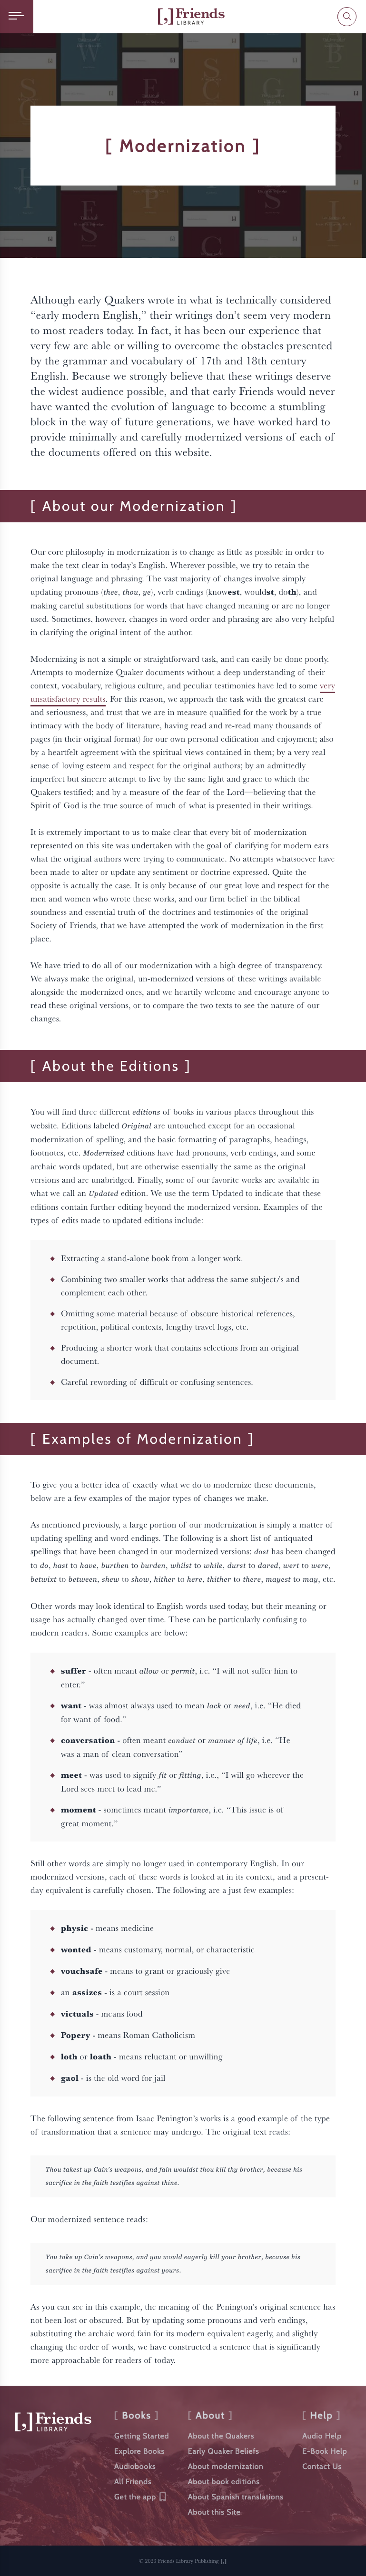 [,] Friends
LIBRARY
[ Modernization ]
Although early Quakers wrote in what is technically considered
“early modern English,” their writings don’t seem very modern
to most readers today. In fact, it has been our experience that
very few are able or willing to overcome the obstacles presented
by the grammar and vocabulary of 17th and 18th century
English. Because we strongly believe that these writings deserve
the widest audience possible, and that early Friends would never
have wanted the evolution of language to become a stumbling
block in the way of future generations, we have worked hard to
provide minimally and carefully modernized versions of each of
the documents offered on this website.
[ About our Modernization ]
Our core philosophy in modernization is to change as little as possible in order to
make the text clear in today’s English. Wherever possible, we try to retain the
original language and phrasing. The vast majority of changes involve simply
updating pronouns (thee, thou, ye), verb endings (knowest, wouldst, doth), and
making careful substitutions for words that have changed meaning or are no longer
used. Sometimes, however, changes in word order and phrasing are also very helpful
in clarifying the original intent of the author.
Modernizing is not a simple or straightforward task, and can easily be done poorly.
Attempts to modernize Quaker documents without a deep understanding of their
context, vocabulary, religious culture, and peculiar testimonies have led to some very
unsatisfactory results. For this reason, we approach the task with the greatest care
and seriousness, and trust that we are in measure qualified for the work by a true
intimacy with the body of literature, having read and re-read many thousands of
pages (in their original format) for our own personal edification and enjoyment; also
by a heartfelt agreement with the spiritual views contained in them; by a very real
sense of loving esteem and respect for the original authors; by an admittedly
imperfect but sincere attempt to live by the same light and grace to which the
Quakers testified; and by a measure of the fear of the Lord—believing that the
Spirit of God is the true source of much of what is presented in their writings.
It is extremely important to us to make clear that every bit of modernization
represented on this site was undertaken with the goal of clarifying for modern ears
what the original authors were trying to communicate. No attempts whatsoever have
been made to alter or update any sentiment or doctrine expressed. Quite the
opposite is actually the case. It is only because of our great love and respect for the
men and women who wrote these works, and our firm belief in the biblical
soundness and essential truth of the doctrines and testimonies of the original
Society of Friends, that we have attempted the work of modernization in the first
place.
We have tried to do all of our modernization with a high degree of transparency.
We always make the original, un-modernized versions of these writings available
alongside the modernized ones, and we heartily welcome and encourage anyone to
read these original versions, or to compare the two texts to see the nature of our
changes.
[ About the Editions ]
You will find three different editions of books in various places throughout this
website. Editions labeled Original are untouched except for an occasional
modernization of spelling, and the basic formatting of paragraphs, headings,
footnotes, etc. Modernized editions have had pronouns, verb endings, and some
archaic words updated, but are otherwise essentially the same as the original
versions and are unabridged. Finally, some of our favorite works are available in
what we call an Updated edition. We use the term Updated to indicate that these
editions contain further editing beyond the modernized version. Examples of the
types of edits made to updated editions include:
Extracting a stand-alone book from a longer work.
Combining two smaller works that address the same subject/s and
complement each other.
Omitting some material because of obscure historical references,
repetition, political contexts, lengthy travel logs, etc.
Producing a shorter work that contains selections from an original
document.
Careful rewording of difficult or confusing sentences.
[ Examples of Modernization ]
To give you a better idea of exactly what we do to modernize these documents,
below are a few examples of the major types of changes we make.
As mentioned previously, a large portion of our modernization is simply a matter of
updating spelling and word endings. The following is a short list of antiquated
spellings that have been changed in our modernized versions: dost has been changed
to do, hast to have, burthen to burden, whilst to while, durst to dared, wert to were,
betwixt to between, shew to show, hither to here, thither to there, mayest to may, etc.
Other words may look identical to English words used today, but their meaning or
usage has actually changed over time. These can be particularly confusing to
modern readers. Some examples are below:
suffer - often meant allow or permit, i.e. “I will not suffer him to
enter.”
want - was almost always used to mean lack or need, i.e. “He died
for want of food.”
conversation - often meant conduct or manner of life, i.e. “He
was a man of clean conversation”
meet - was used to signify fit or fitting, i.e., “I will go wherever the
Lord sees meet to lead me.”
moment - sometimes meant importance, i.e. “This issue is of
great moment.”
Still other words are simply no longer used in contemporary English. In our
modernized versions, each of these words is looked at in its context, and a present-
day equivalent is carefully chosen. The following are a just few examples:
physic - means medicine
wonted - means customary, normal, or characteristic
vouchsafe - means to grant or graciously give
an assizes - is a court session
victuals - means food
Popery - means Roman Catholicism
loth or loath - means reluctant or unwilling
gaol - is the old word for jail
The following sentence from Isaac Penington’s works is a good example of the type
of transformation that a sentence may undergo. The original text reads:
Thou takest up Cain’s weapons, and fain wouldst thou kill thy brother, because his
sacrifice in the faith testifies against thine.
Our modernized sentence reads:
You take up Cain’s weapons, and you would eagerly kill your brother, because his
sacrifice in the faith testifies against yours.
As you can see in this example, the meaning of the Penington’s original sentence has
not been lost or obscured. But by updating some pronouns and verb endings,
substituting the archaic word fain for its modern equivalent eagerly, and slightly
changing the order of words, we have constructed a sentence that is significantly
more approachable for readers of today.
[,] Friends
LIBRARY
[ Books ]
Getting Started
Explore Books
Audiobooks
All Friends
Get the app
[ About ]
About the Quakers
Early Quaker Beliefs
About modernization
About book editions
About Spanish translations
About this Site
[ Help ]
Audio Help
E-Book Help
Contact Us
© 2023 Friends Library Publishing [,]